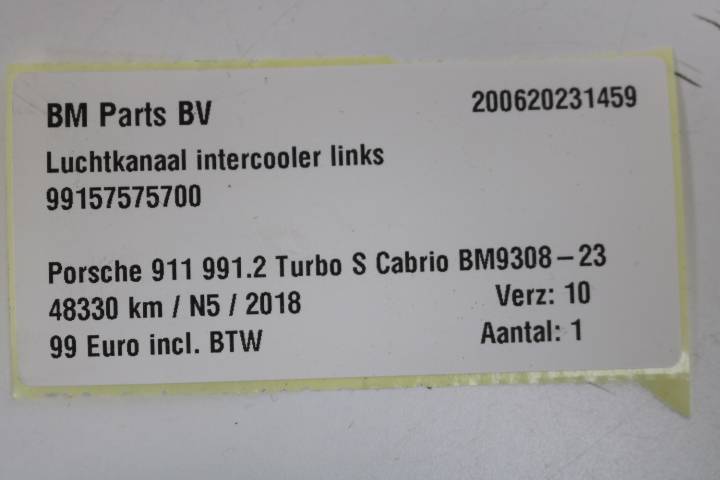 BM Parts BV 200620231459
Luchtkanaal intercooler links
99157575700
Porsche 911 991.2 Turbo S Cabrio BM9308-23
48330 km / N5 / 2018 Verz: 10
99 Euro incl. BTW Aantal: 1